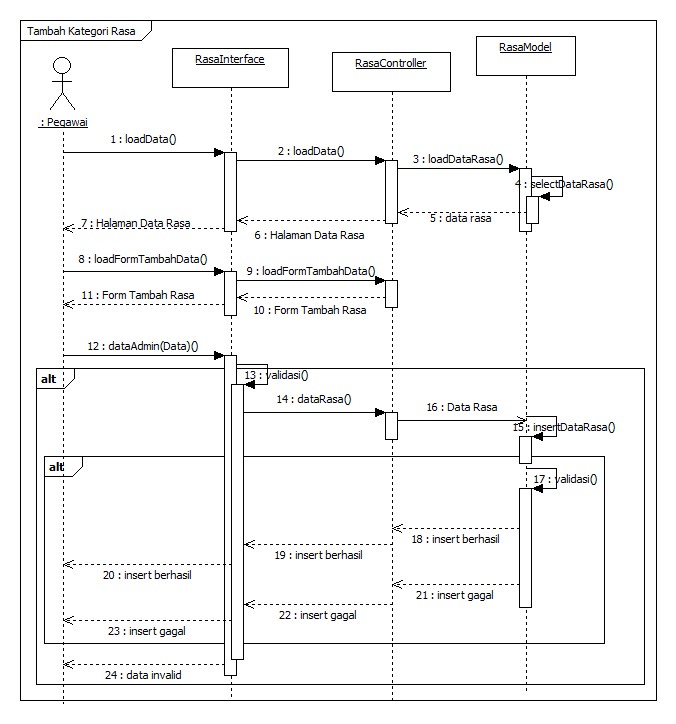 Tambah Kategori Rasa
RasaInterface
RasaController
RasaModel
: Pegawai
1 : loadData()
2 : loadData()
3 : loadDataRasa()
4 : selectDataRasa()
5 : data rasa
6 : Halaman Data Rasa
7 : Halaman Data Rasa
8 : loadFormTambahData()
9 : loadFormTambahData()
10 : Form Tambah Rasa
11 : Form Tambah Rasa
12 : dataAdmin(Data)()
alt
13 : validasi()
14 : dataRasa()
16 : Data Rasa
15 : insertDataRasa()
alt
17 : validasi()
18 : insert berhasil
19 : insert berhasil
20 : insert berhasil
21 : insert gagal
22 : insert gagal
23 : insert gagal
24 : data invalid